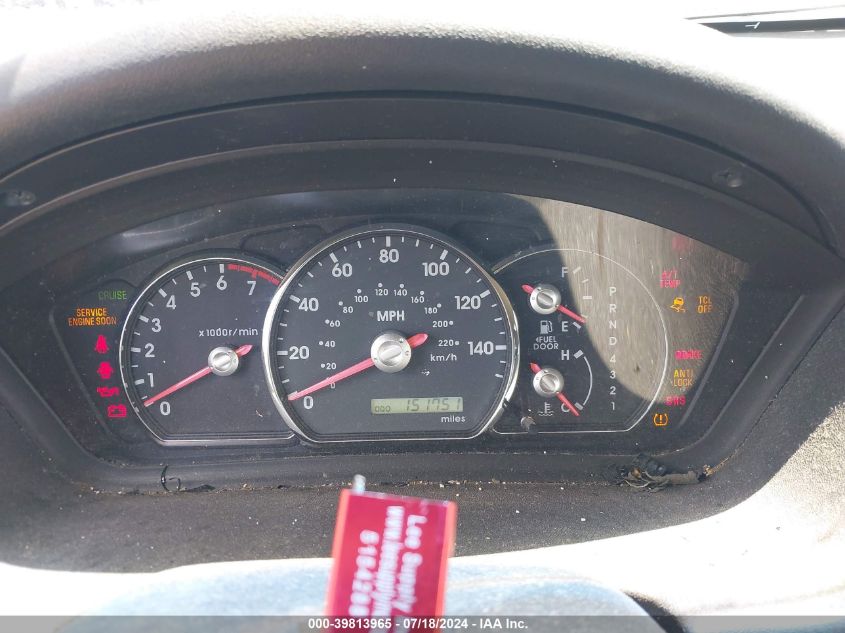 CRUISE
SERVICE
ENGINE SOON
0 1 2 3 4 5 6 7
x1000r/min
0 20 40 60 80 100 120 140
0 20 40 60 80 100 120 140 160 180 200 220
MPH
km/h
ODO 151751
miles
F
E
FUEL
DOOR
H
C
P
R
N
D
4
3
2
1
A/T
TEMP
TCL
OFF
BRAKE
ANTI
LOCK
SRS
Lee Supply
000-39813965 / 07/18/2024 - IAA Inc.